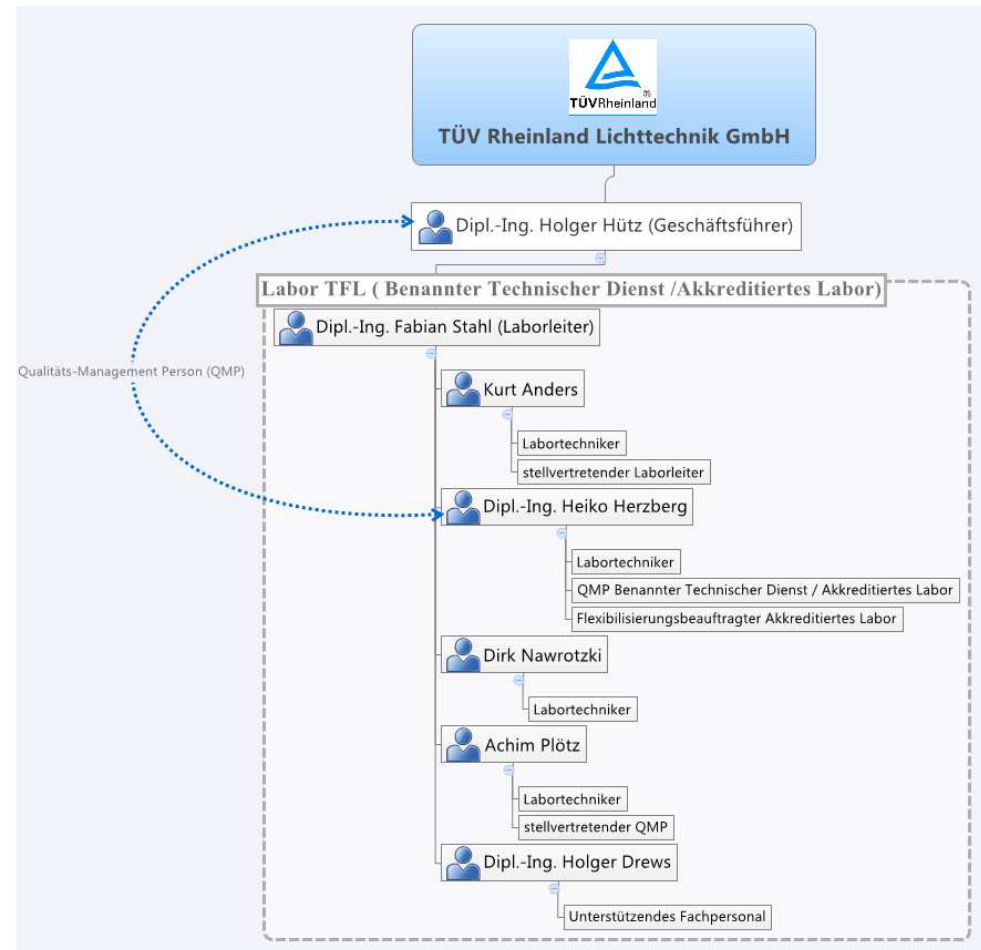 TÜVRheinland®
TÜV Rheinland Lichttechnik GmbH
Dipl.-Ing. Holger Hütz (Geschäftsführer)
Labor TFL ( Benannter Technischer Dienst /Akkreditiertes Labor)
Dipl.-Ing. Fabian Stahl (Laborleiter)
Qualitäts-Management Person (QMP)
Kurt Anders
Labortechniker
stellvertretender Laborleiter
Dipl.-Ing. Heiko Herzberg
Labortechniker
QMP Benannter Technischer Dienst / Akkreditiertes Labor
Flexibilisierungsbeauftragter Akkreditiertes Labor
Dirk Nawrotzki
Labortechniker
Achim Plötz
Labortechniker
stellvertretender QMP
Dipl.-Ing. Holger Drews
Unterstützendes Fachpersonal